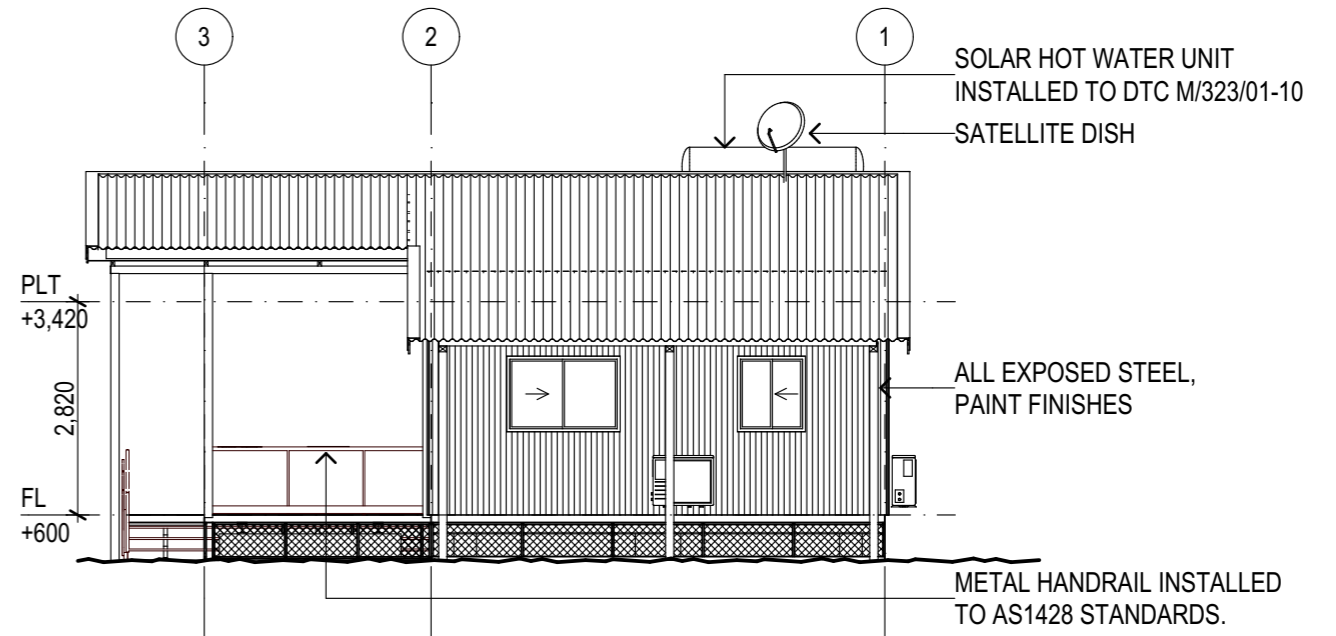 3
2
1
SOLAR HOT WATER UNIT
INSTALLED TO DTC M/323/01-10
SATELLITE DISH
PLT
+3,420
2,820
ALL EXPOSED STEEL,
PAINT FINISHES
FL
+600
METAL HANDRAIL INSTALLED
TO AS1428 STANDARDS.